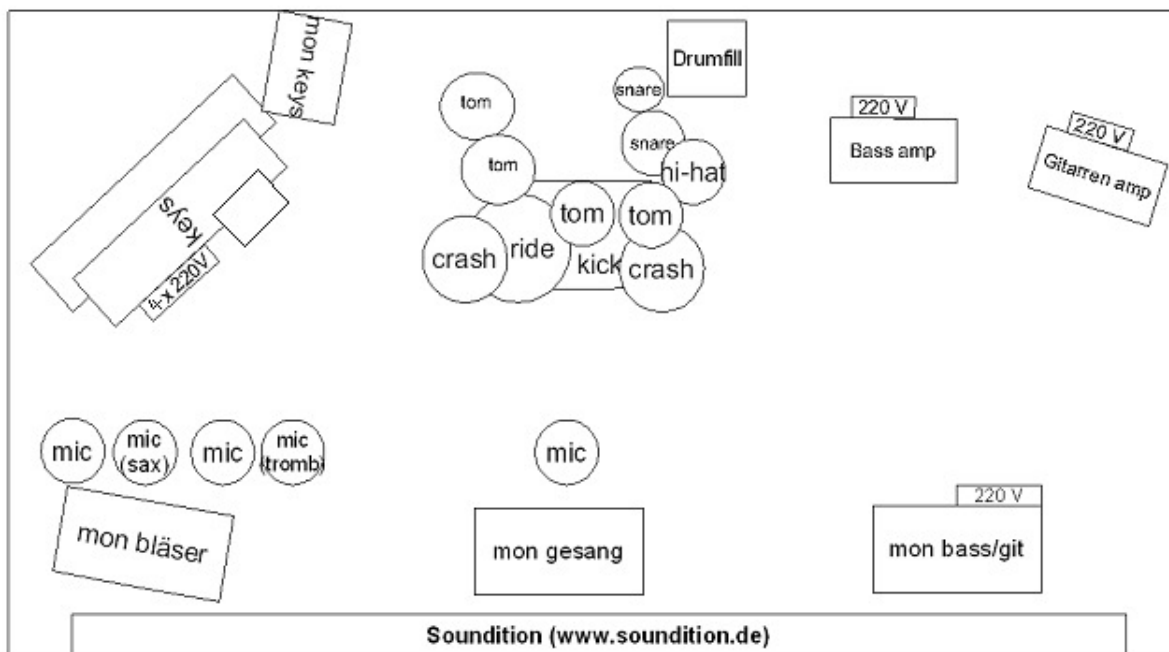 mon keys
Drumfill
tom
snare
220 V
220 V
Bass amp
snare
tom
hi-hat
Gitarren amp
keys
tom
tom
4 x 220V
crash
ride
kick
crash
mic
mic
(sax)
mic
mic
(tromb)
mic
mon bläser
mon gesang
220 V
mon bass/git
Soundition (www.soundition.de)